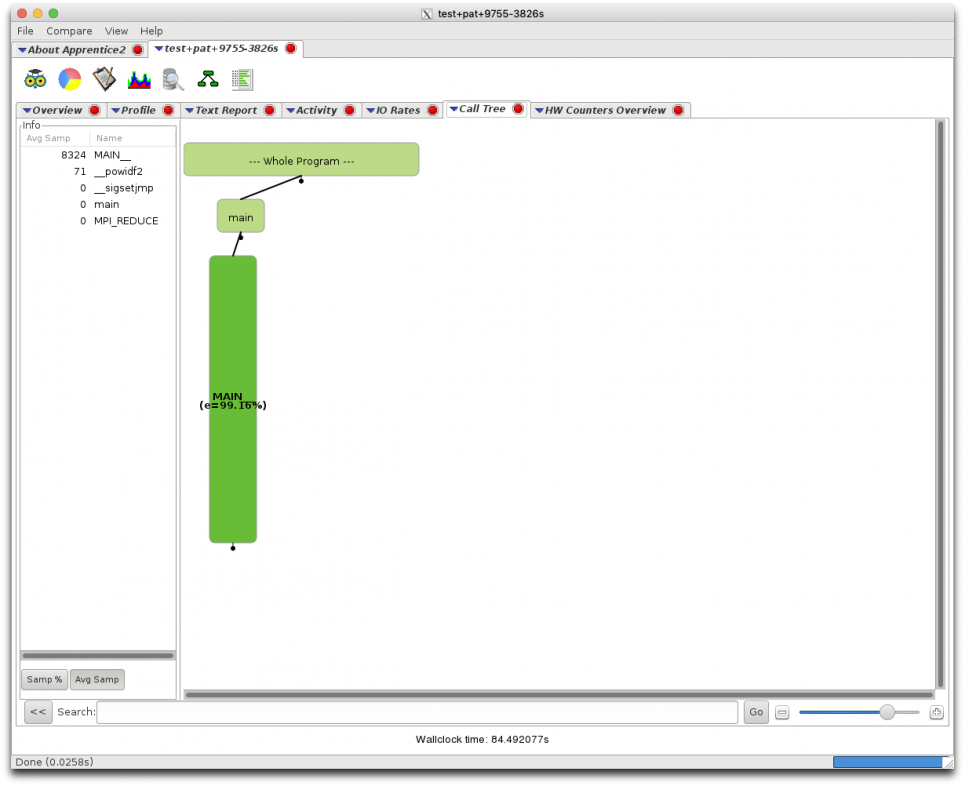 test+pat+9755-3826s
File Compare View Help
About Apprentice2 test+pat+9755-3826s
Overview Profile Text Report Activity IO Rates Call Tree HW Counters Overview
Info
Avg Samp Name
8324 MAIN__
71 __powidf2
0 __sigsetjmp
0 main
0 MPI_REDUCE
--- Whole Program ---
main
MAIN__
(e=99.16%)
Samp % Avg Samp
<< Search: Go
Wallclock time: 84.492077s
Done (0.0258s)